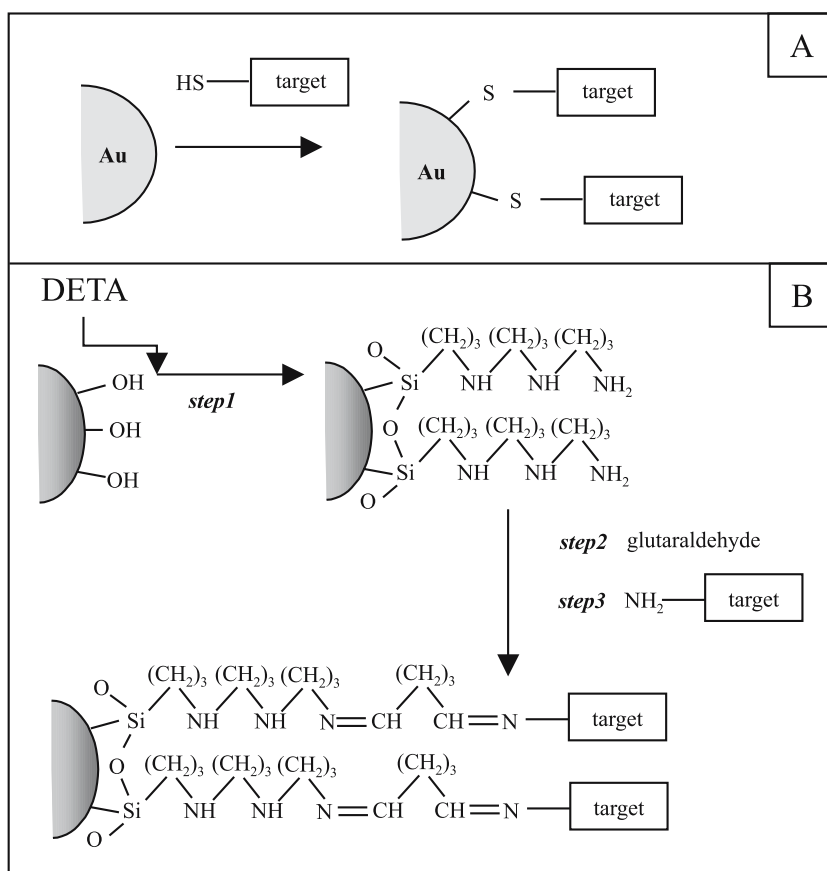 A
HS target
Au
Au
S target
S target
B
DETA
OH
OH
OH
step1
O
Si
(CH₂)₃ (CH₂)₃ (CH₂)₃
NH NH NH₂
O
(CH₂)₃ (CH₂)₃ (CH₂)₃
Si NH NH NH₂
O
step2 glutaraldehyde
step3 NH₂ target
(CH₂)₃ (CH₂)₃ (CH₂)₃ (CH₂)₃
O
Si NH NH N CH CH N target
O
(CH₂)₃ (CH₂)₃ (CH₂)₃ (CH₂)₃
Si NH NH N CH CH N target
O